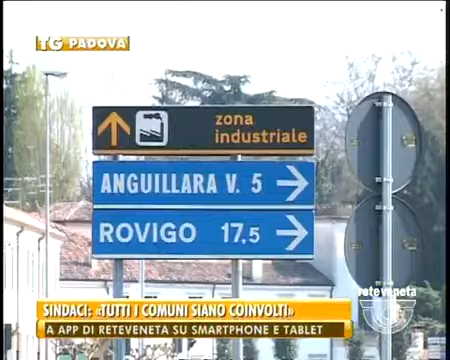 TG PADOVA
zona
industriale
ANGUILLARA V. 5
ROVIGO 17,5
reteveneta
SINDACI: «TUTTI I COMUNI SIANO COINVOLTI»
A APP DI RETEVENETA SU SMARTPHONE E TABLET